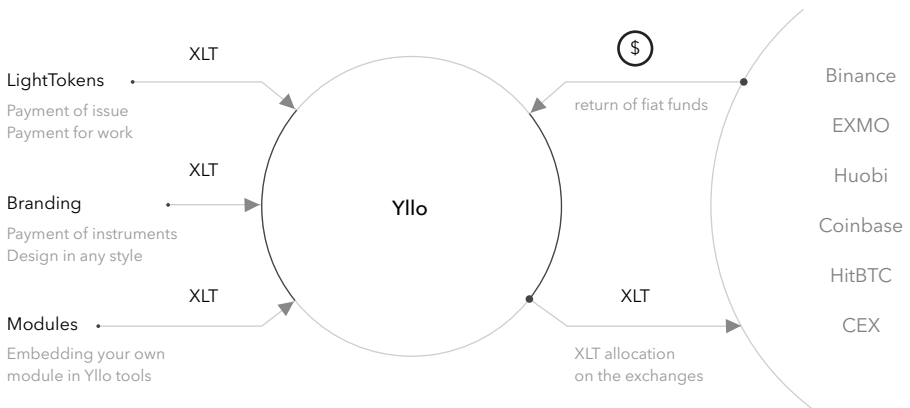 XLT
LightTokens
Payment of issue
Payment for work
XLT
Branding
Payment of instruments
Design in any style
XLT
Modules
Embedding your own
module in Yllo tools
Yllo
$
return of fiat funds
XLT
XLT allocation
on the exchanges
Binance
EXMO
Huobi
Coinbase
HitBTC
CEX